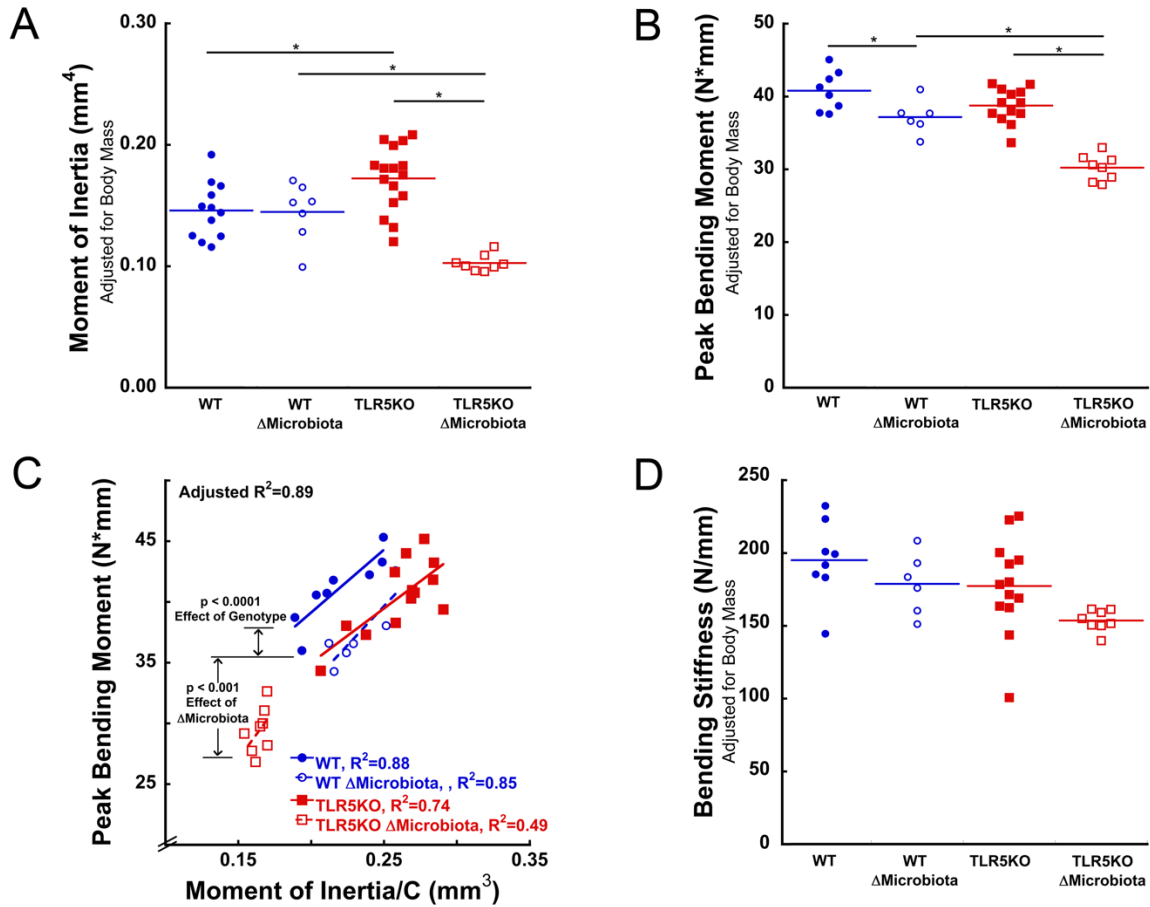 A
Moment of Inertia (mm⁴)
Adjusted for Body Mass
0.30
0.20
0.10
0.00
*
*
*
WT
WT
ΔMicrobiota
TLR5KO
TLR5KO
ΔMicrobiota
B
Peak Bending Moment (N*mm)
Adjusted for Body Mass
50
40
30
20
10
0
*
*
*
WT
WT
ΔMicrobiota
TLR5KO
TLR5KO
ΔMicrobiota
C
Peak Bending Moment (N*mm)
45
35
25
Adjusted R²=0.89
p < 0.0001
Effect of Genotype
p < 0.001
Effect of
ΔMicrobiota
WT, R²=0.88
WT ΔMicrobiota, , R²=0.85
TLR5KO, R²=0.74
TLR5KO ΔMicrobiota, R²=0.49
0.15
0.25
0.35
Moment of Inertia/C (mm³)
D
Bending Stiffness (N/mm)
Adjusted for Body Mass
250
200
150
100
50
0
WT
WT
ΔMicrobiota
TLR5KO
TLR5KO
ΔMicrobiota